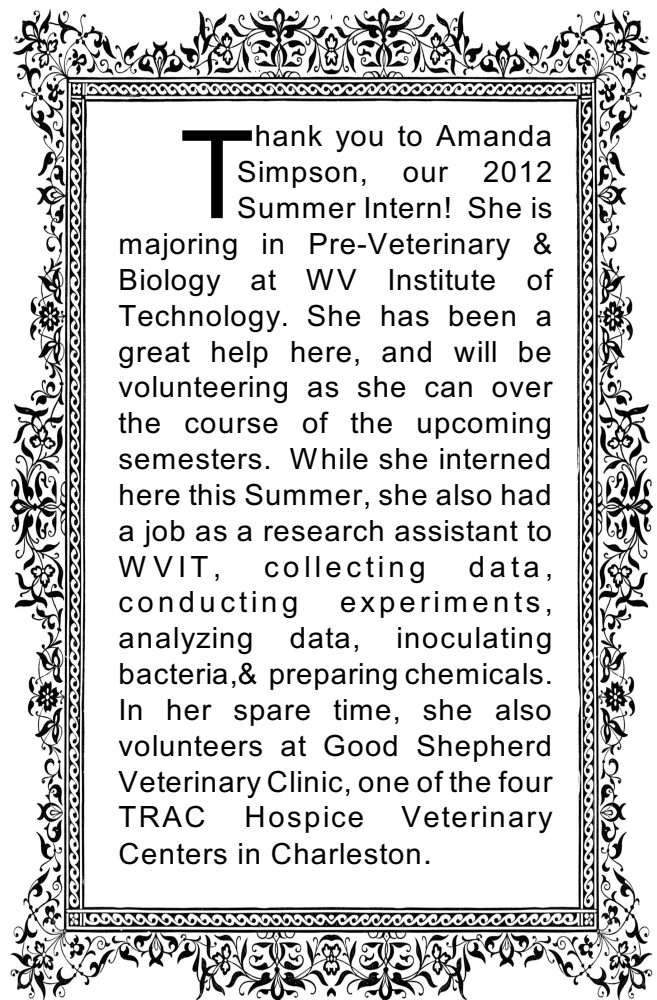 Thank you to Amanda
Simpson, our 2012
Summer Intern! She is
majoring in Pre-Veterinary &
Biology at WV Institute of
Technology. She has been a
great help here, and will be
volunteering as she can over
the course of the upcoming
semesters. While she interned
here this Summer, she also had
a job as a research assistant to
WVIT, collecting data,
conducting experiments,
analyzing data, inoculating
bacteria,& preparing chemicals.
In her spare time, she also
volunteers at Good Shepherd
Veterinary Clinic, one of the four
TRAC Hospice Veterinary
Centers in Charleston.